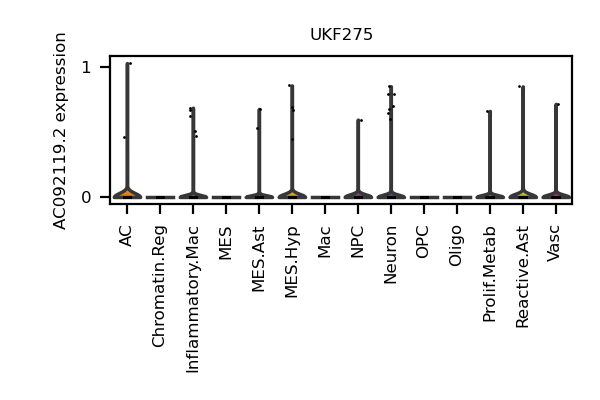 UKF275
AC092119.2 expression
1
0
AC
Chromatin.Reg
Inflammatory.Mac
MES
MES.Ast
MES.Hyp
Mac
NPC
Neuron
OPC
Oligo
Prolif.Metab
Reactive.Ast
Vasc